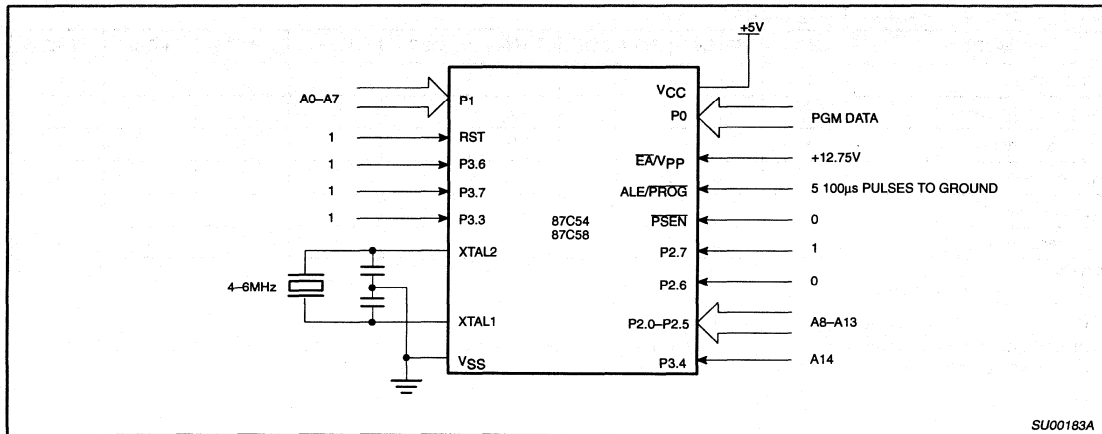 +5V
A0–A7
P1
VCC
P0
PGM DATA
1
RST
EA/VPP
+12.75V
1
P3.6
ALE/PROG
5 100µs PULSES TO GROUND
1
P3.7
PSEN
0
1
P3.3
87C54
87C58
P2.7
1
XTAL2
P2.6
0
4–6MHz
XTAL1
P2.0–P2.5
A8–A13
VSS
P3.4
A14
SU00183A